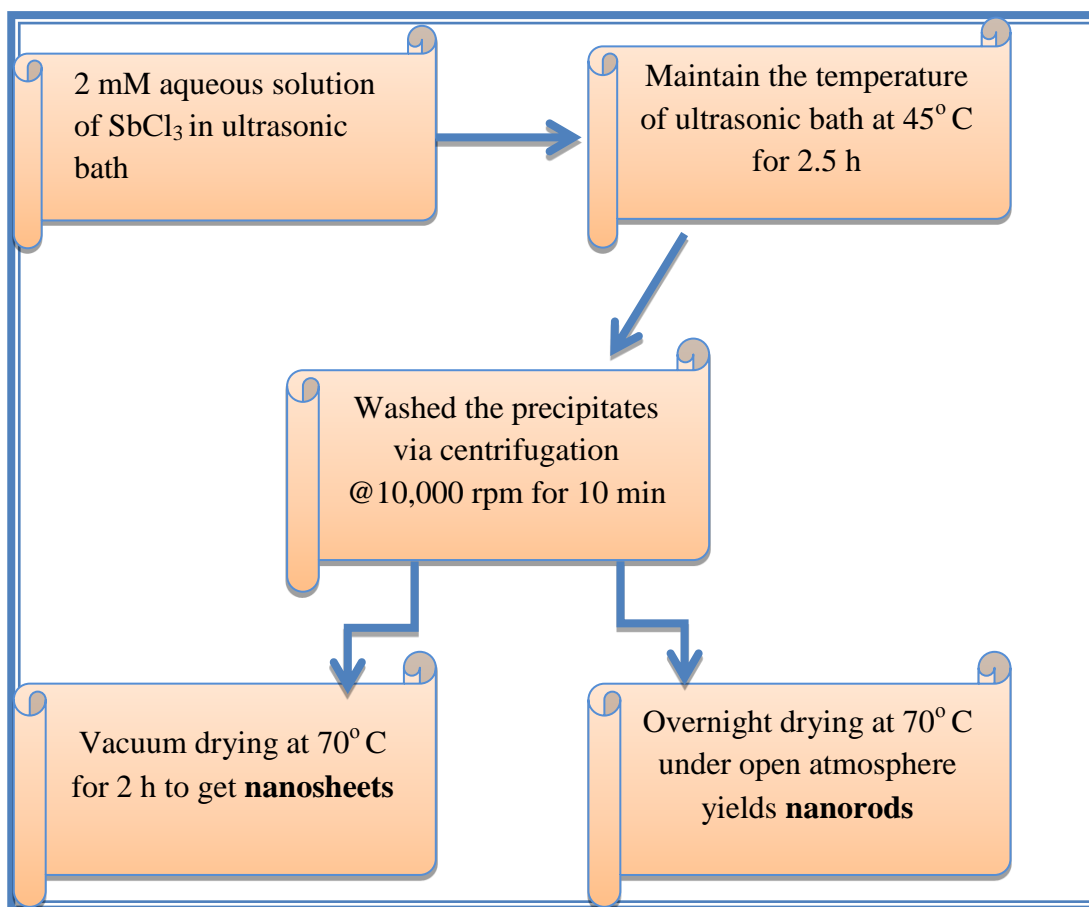 2 mM aqueous solution
of SbCl₃ in ultrasonic
bath
Maintain the temperature
of ultrasonic bath at 45° C
for 2.5 h
Washed the precipitates
via centrifugation
@10,000 rpm for 10 min
Vacuum drying at 70° C
for 2 h to get nanosheets
Overnight drying at 70° C
under open atmosphere
yields nanorods